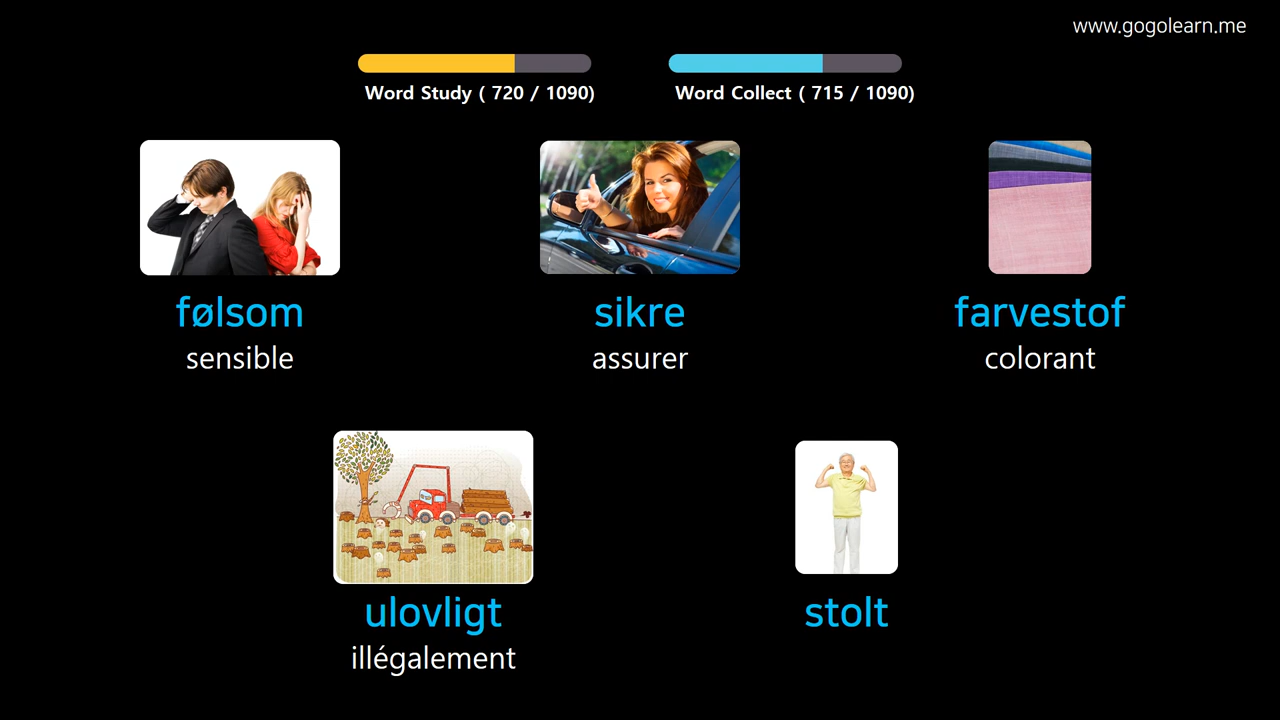 www.gogolearn.me
Word Study ( 720 / 1090)
Word Collect ( 715 / 1090)
følsom
sensible
sikre
assurer
farvestof
colorant
ulovligt
illégalement
stolt